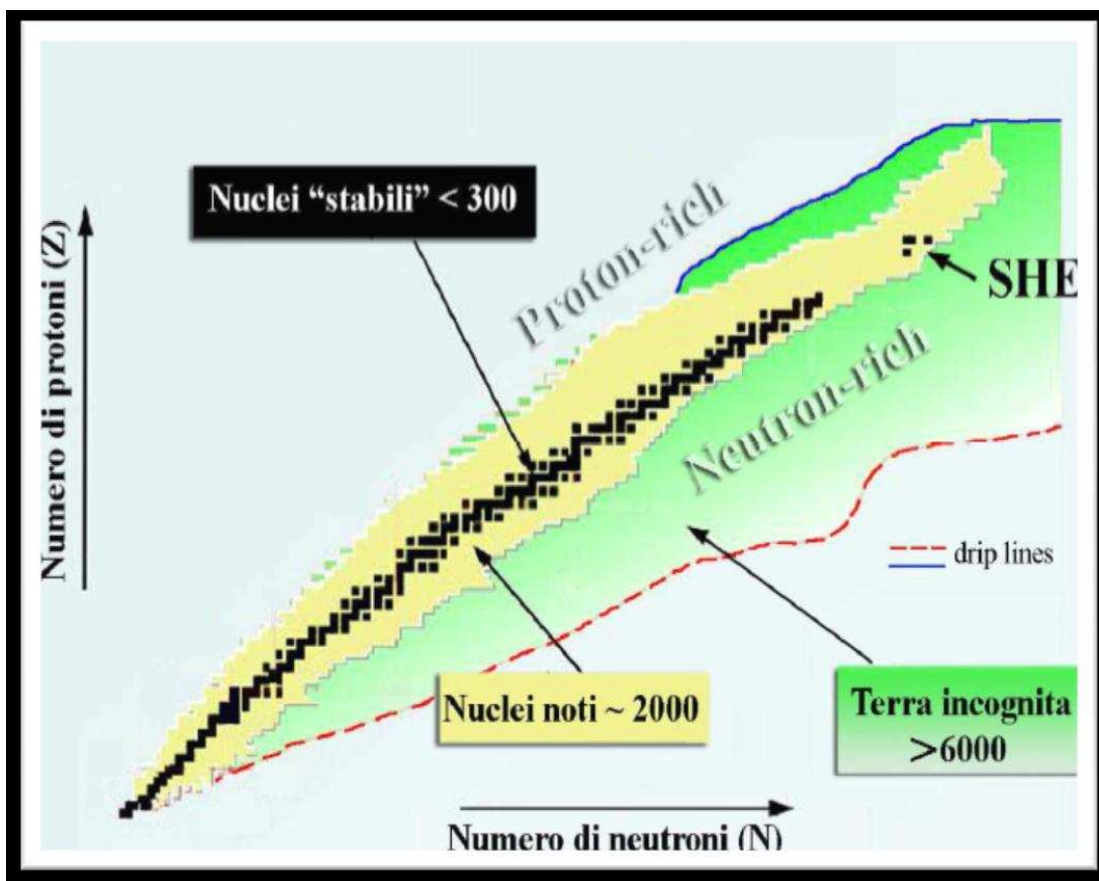 Nuclei “stabili” < 300
Proton-rich
SHE
Neutron-rich
Numero di protoni (Z)
drip lines
Nuclei noti ~ 2000
Terra incognita
>6000
Numero di neutroni (N)